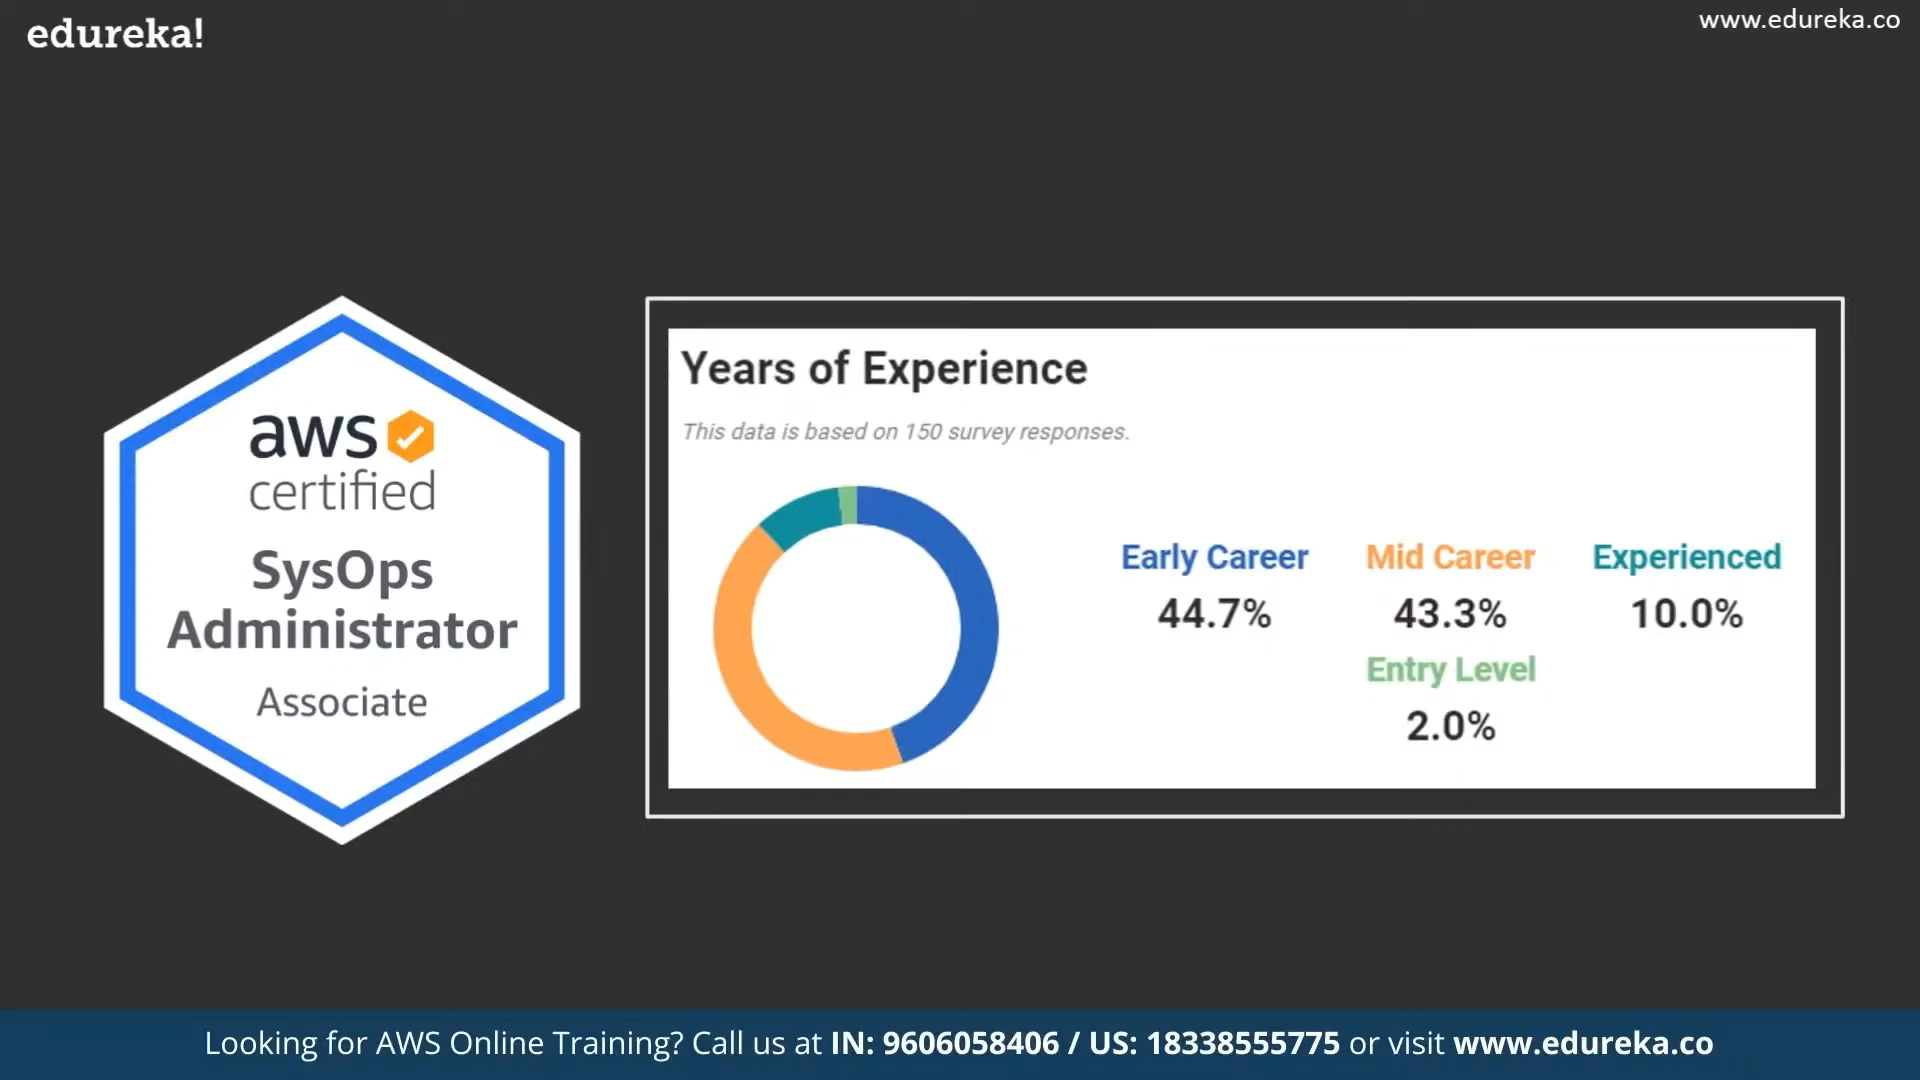 edureka!
www.edureka.co
aws
certified
SysOps
Administrator
Associate
Years of Experience
This data is based on 150 survey responses.
Early Career Mid Career Experienced
44.7% 43.3% 10.0%
Entry Level
2.0%
Looking for AWS Online Training? Call us at IN: 9606058406 / US: 18338555775 or visit www.edureka.co